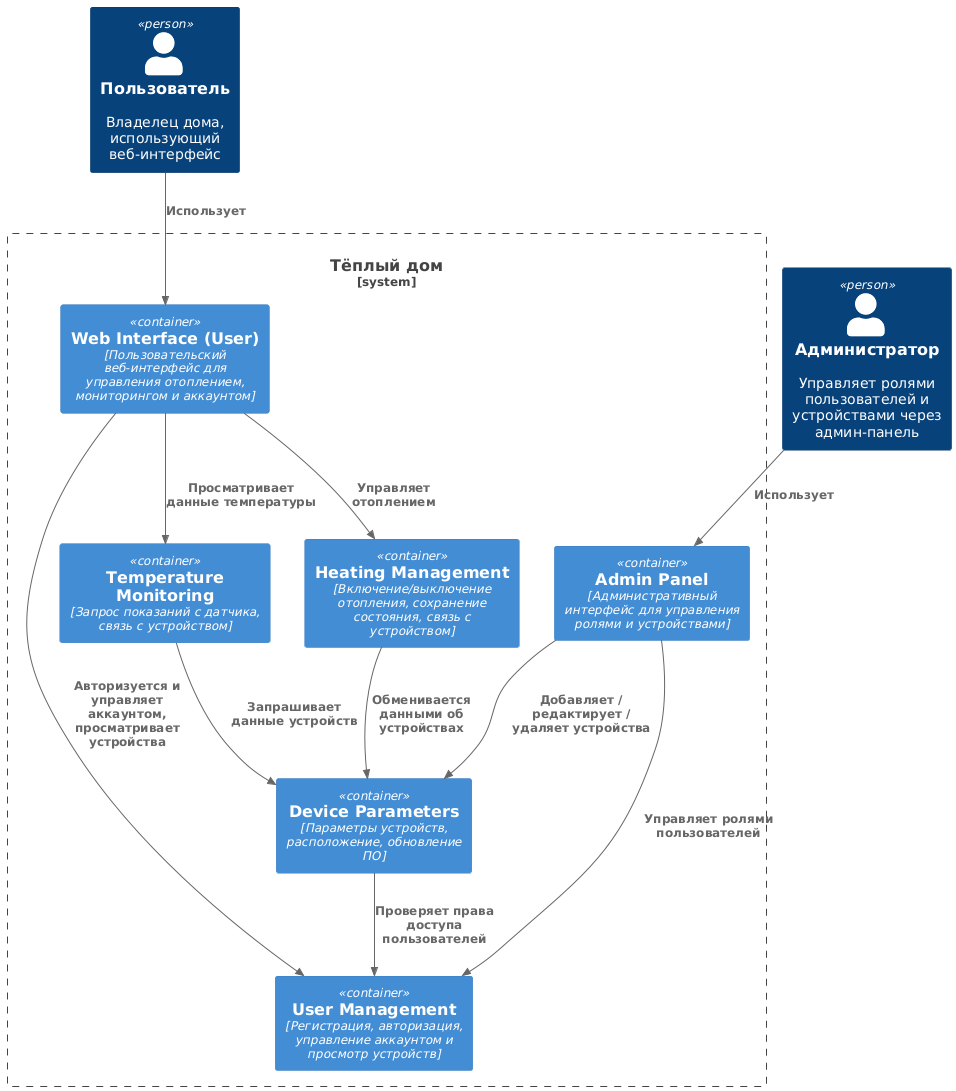 «person»
Пользователь
Владелец дома,
использующий
веб-интерфейс
Использует
Тёплый дом
[system]
«person»
Администратор
Управляет ролями
пользователей и
устройствами через
админ-панель
«container»
Web Interface (User)
[Пользовательский
веб-интерфейс для
управления отоплением,
мониторингом и аккаунтом]
Просматривает
данные температуры
Управляет
отоплением
Использует
«container»
Temperature
Monitoring
[Запрос показаний с датчика,
связь с устройством]
«container»
Heating Management
[Включение/выключение
отопления, сохранение
состояния, связь с
устройством]
«container»
Admin Panel
[Административный
интерфейс для управления
ролями и устройствами]
Авторизуется и
управляет
аккаунтом,
просматривает
устройства
Запрашивает
данные устройств
Обменивается
данными об
устройствах
Добавляет /
редактирует /
удаляет устройства
«container»
Device Parameters
[Параметры устройств,
расположение, обновление
ПО]
Управляет ролями
пользователей
Проверяет права
доступа
пользователей
«container»
User Management
[Регистрация, авторизация,
управление аккаунтом и
просмотр устройств]